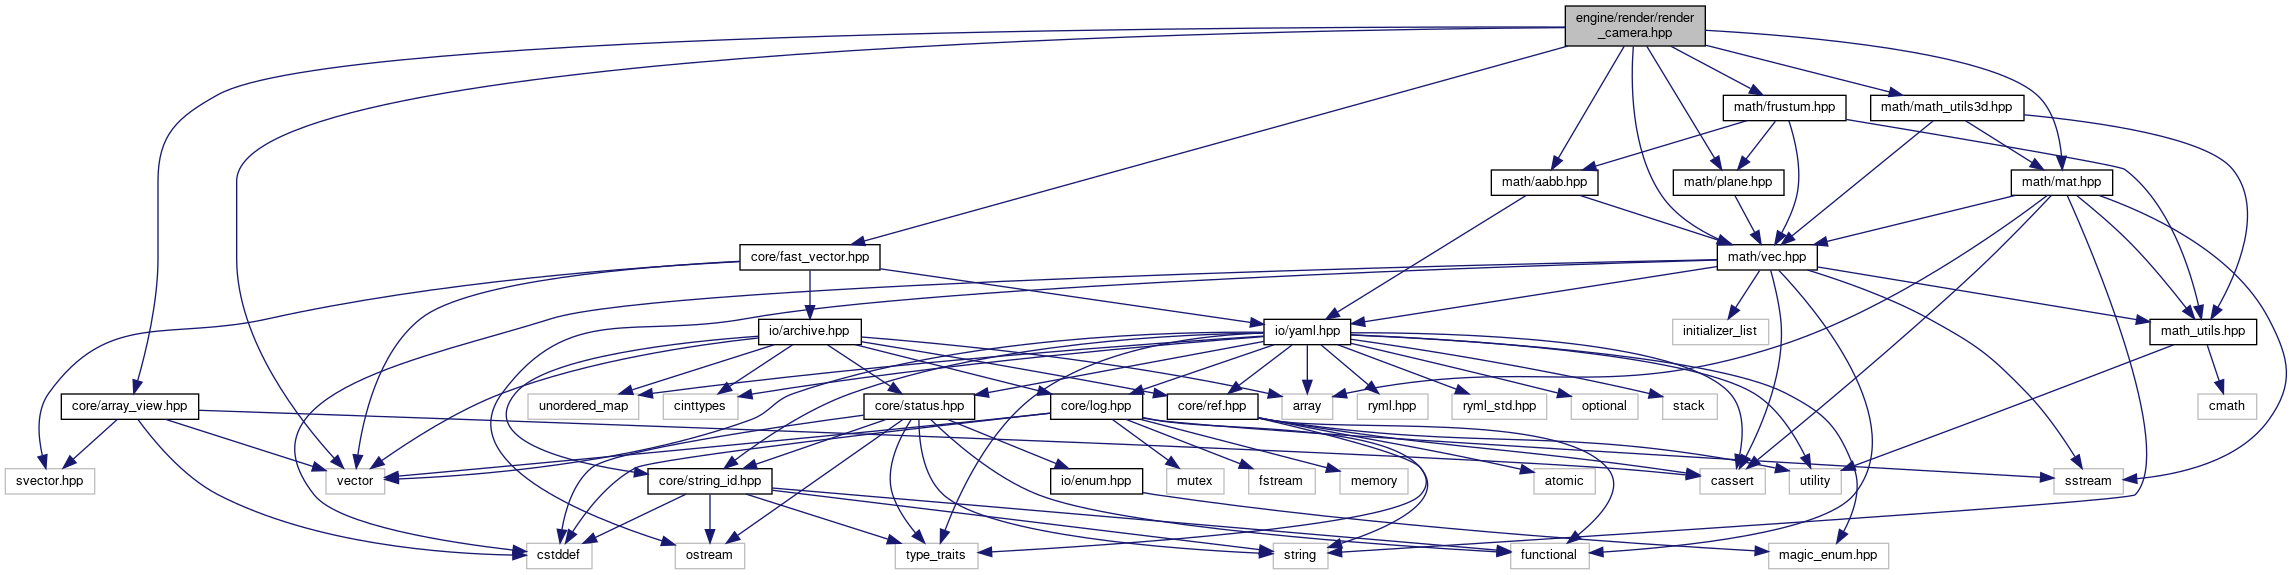 engine/render/render
_camera.hpp
math/frustum.hpp
math/math_utils3d.hpp
math/aabb.hpp
math/plane.hpp
math/mat.hpp
core/fast_vector.hpp
math/vec.hpp
io/archive.hpp
io/yaml.hpp
initializer_list
math_utils.hpp
core/array_view.hpp
unordered_map
cinttypes
core/status.hpp
core/log.hpp
core/ref.hpp
array
ryml.hpp
ryml_std.hpp
optional
stack
cmath
svector.hpp
vector
core/string_id.hpp
io/enum.hpp
mutex
fstream
memory
atomic
cassert
utility
sstream
cstddef
ostream
type_traits
string
functional
magic_enum.hpp